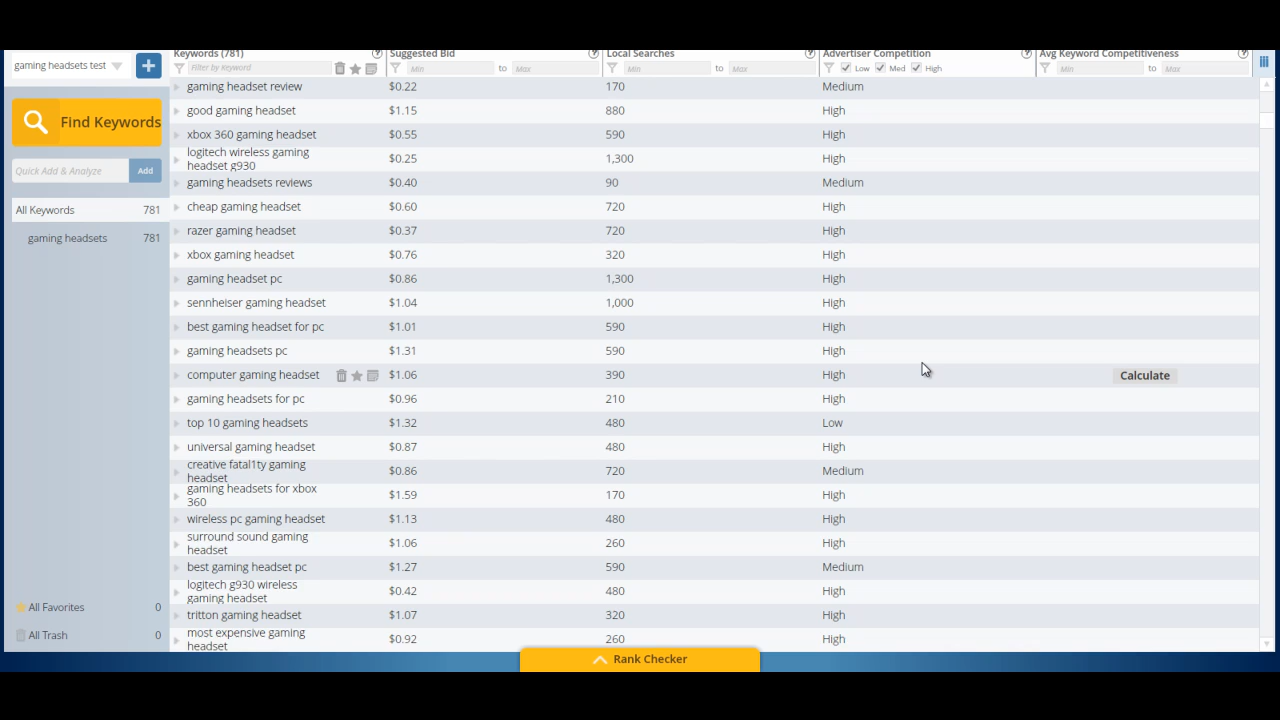 gaming headsets test
Keywords (781) Suggested Bid Local Searches Advertiser Competition Avg Keyword Competitiveness
Filter by Keyword Min to Max Min to Max Low Med High Min to Max
Find Keywords
Quick Add & Analyze Add
All Keywords 781
gaming headsets 781
All Favorites 0
All Trash 0
gaming headset review $0.22 170 Medium
good gaming headset $1.15 880 High
xbox 360 gaming headset $0.55 590 High
logitech wireless gaming
headset g930 $0.25 1,300 High
gaming headsets reviews $0.40 90 Medium
cheap gaming headset $0.60 720 High
razer gaming headset $0.37 720 High
xbox gaming headset $0.76 320 High
gaming headset pc $0.86 1,300 High
sennheiser gaming headset $1.04 1,000 High
best gaming headset for pc $1.01 590 High
gaming headsets pc $1.31 590 High
computer gaming headset $1.06 390 High Calculate
gaming headsets for pc $0.96 210 High
top 10 gaming headsets $1.32 480 Low
universal gaming headset $0.87 480 High
creative fatal1ty gaming
headset $0.86 720 Medium
gaming headsets for xbox
360 $1.59 170 High
wireless pc gaming headset $1.13 480 High
surround sound gaming
headset $1.06 260 High
best gaming headset pc $1.27 590 Medium
logitech g930 wireless
gaming headset $0.42 480 High
tritton gaming headset $1.07 320 High
most expensive gaming
headset $0.92 260 High
Rank Checker